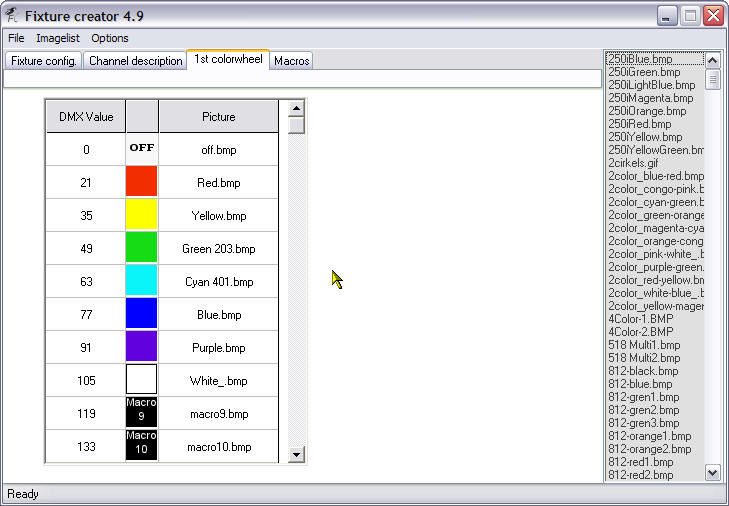 Fixture creator 4.9
File Imagelist Options
Fixture config. Channel description 1st colorwheel Macros
DMX Value Picture
0 OFF off.bmp
21 Red.bmp
35 Yellow.bmp
49 Green 203.bmp
63 Cyan 401.bmp
77 Blue.bmp
91 Purple.bmp
105 White_.bmp
119 Macro 9 macro9.bmp
133 Macro 10 macro10.bmp
250iBlue.bmp
250iGreen.bmp
250iLightBlue.bmp
250iMagenta.bmp
250iOrange.bmp
250iRed.bmp
250iYellow.bmp
250iYellowGreen.bm
2cirkels.gif
2color_blue-red.bmp
2color_congo-pink.b
2color_cyan-green.b
2color_green-orange
2color_magenta-cya
2color_orange-cong
2color_pink-white_.b
2color_purple-green.
2color_red-yellow.bm
2color_white-blue_.b
2color_yellow-magen
4Color-1.BMP
4Color-2.BMP
518 Multi1.bmp
518 Multi2.bmp
812-black.bmp
812-blue.bmp
812-gren1.bmp
812-gren2.bmp
812-gren3.bmp
812-orange1.bmp
812-orange2.bmp
812-red1.bmp
812-red2.bmp
Ready